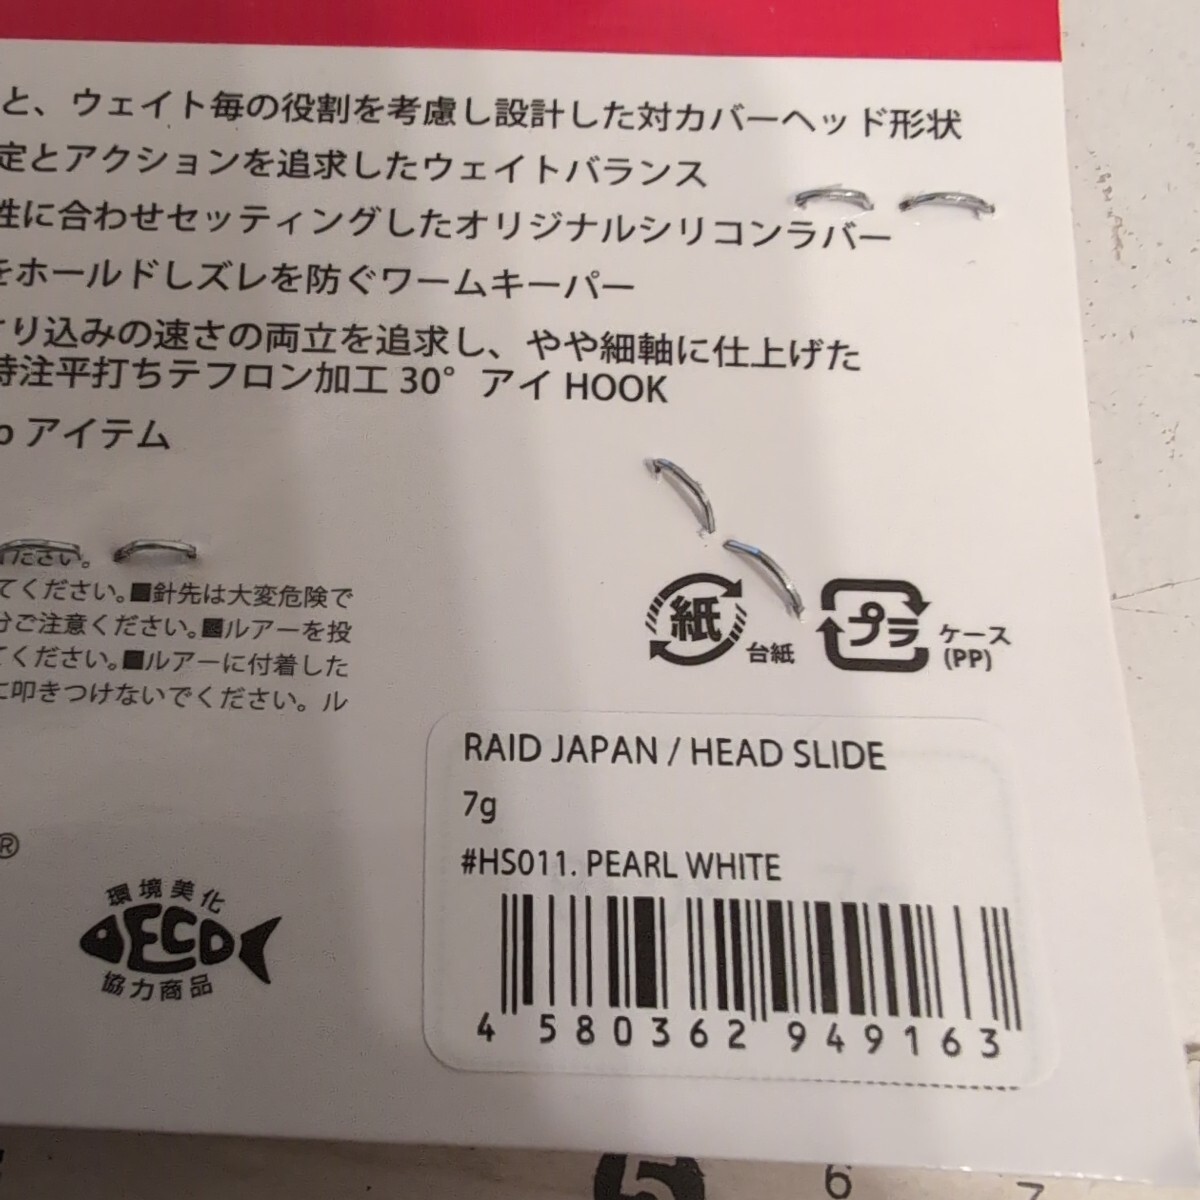 と、ウェイト毎の役割を考慮し設計した対カバーヘッド形状
定とアクションを追求したウェイトバランス
性に合わせセッティングしたオリジナルシリコンラバー
をホールドしズレを防ぐワームキーパー
り込みの速さの両立を追求し、やや細軸に仕上げた
特注平打ちテフロン加工 30° アイ HOOK
o アイテム
ださい。
てください。■針先は大変危険で
分ご注意ください。■ルアーを投
てください。■ルアーに付着した
に叩きつけないでください。ル
紙
台紙
プラ
ケース
(PP)
RAID JAPAN / HEAD SLIDE
7g
#HS011. PEARL WHITE
4 580362 949163
®
環境美化
ECO
協力商品
5
6
7